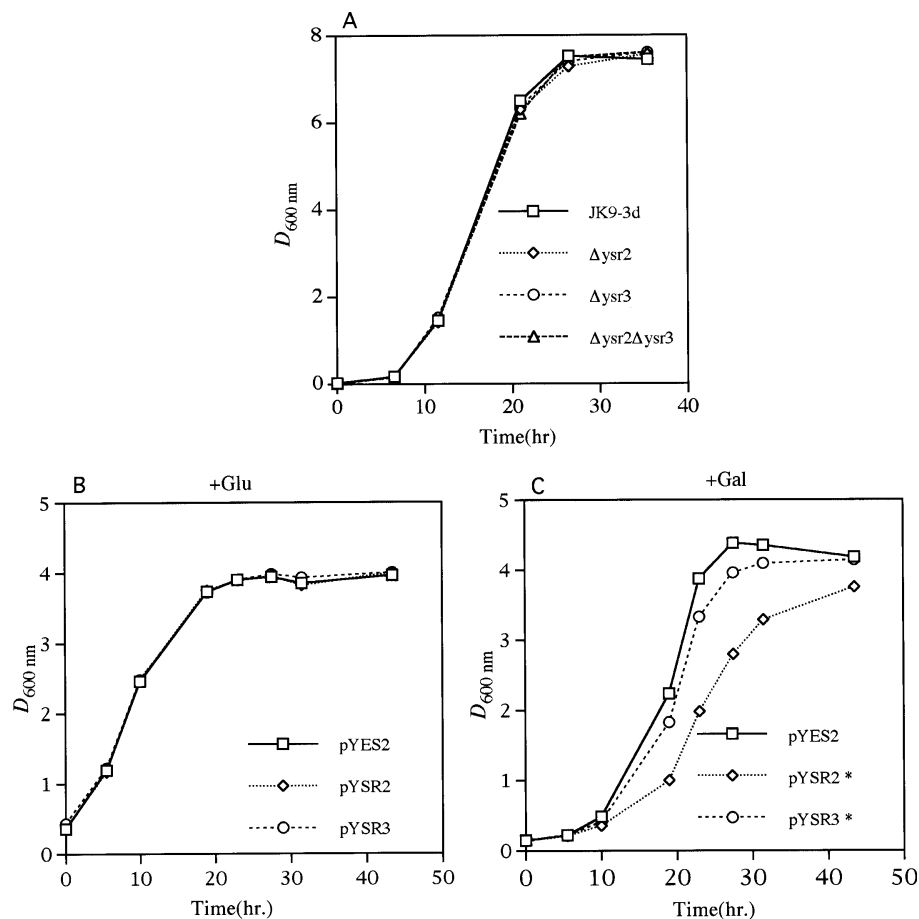 A
8
6
4
2
0
D600 nm
JK9-3d
Δysr2
Δysr3
Δysr2Δysr3
0 10 20 30 40
Time(hr)
B +Glu
5
4
3
2
1
0
D600 nm
pYES2
pYSR2
pYSR3
0 10 20 30 40 50
Time(hr.)
C +Gal
5
4
3
2
1
0
D600 nm
pYES2
pYSR2 *
pYSR3 *
0 10 20 30 40 50
Time(hr.)